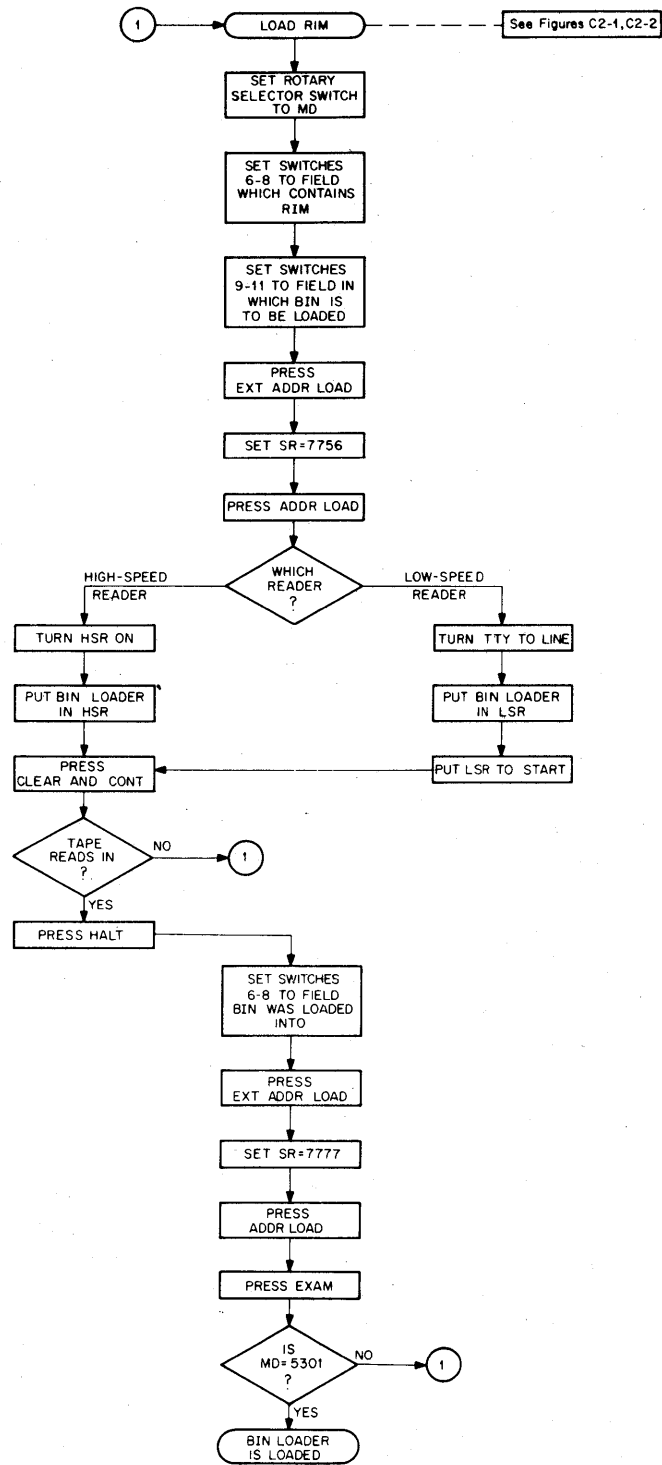 1
LOAD RIM
See Figures C2-1,C2-2
SET ROTARY
SELECTOR SWITCH
TO MD
SET SWITCHES
6-8 TO FIELD
WHICH CONTAINS
RIM
SET SWITCHES
9-11 TO FIELD IN
WHICH BIN IS
TO BE LOADED
PRESS
EXT ADDR LOAD
SET SR=7756
PRESS ADDR LOAD
WHICH
READER
?
HIGH-SPEED
READER
LOW-SPEED
READER
TURN HSR ON
TURN TTY TO LINE
PUT BIN LOADER
IN HSR
PUT BIN LOADER
IN LSR
PRESS
CLEAR AND CONT
PUT LSR TO START
TAPE
READS IN
?
NO
1
YES
PRESS HALT
SET SWITCHES
6-8 TO FIELD
BIN WAS LOADED
INTO
PRESS
EXT ADDR LOAD
SET SR=7777
PRESS
ADDR LOAD
PRESS EXAM
IS
MD=5301
?
NO
1
YES
BIN LOADER
IS LOADED